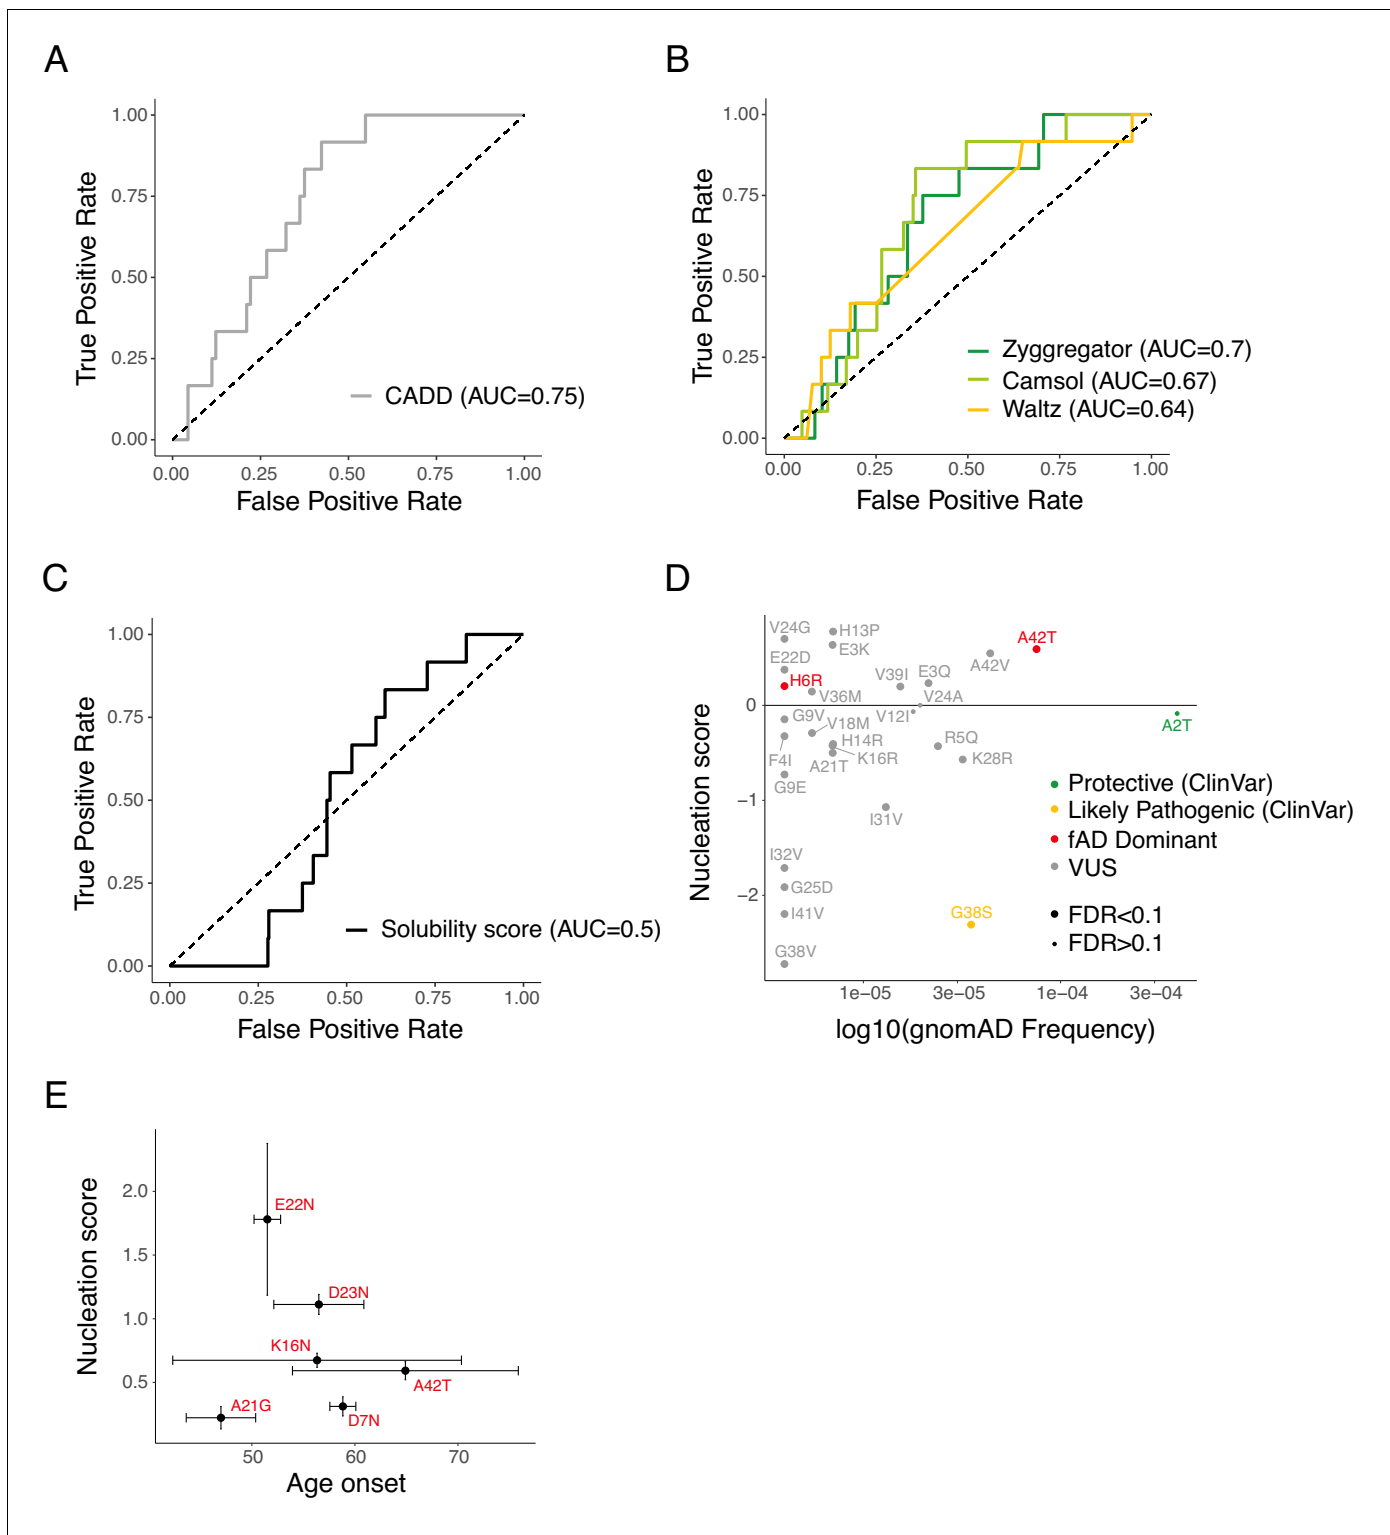 A
1.00
0.75
0.50
0.25
0.00
True Positive Rate
CADD (AUC=0.75)
0.00 0.25 0.50 0.75 1.00
False Positive Rate
B
1.00
0.75
0.50
0.25
0.00
True Positive Rate
Zyggregator (AUC=0.7)
Camsol (AUC=0.67)
Waltz (AUC=0.64)
0.00 0.25 0.50 0.75 1.00
False Positive Rate
C
1.00
0.75
0.50
0.25
0.00
True Positive Rate
Solubility score (AUC=0.5)
0.00 0.25 0.50 0.75 1.00
False Positive Rate
D
Nucleation score
0
−1
−2
V24G
H13P
E3K
E22D
H6R
V36M
V39I
E3Q
V24A
A42V
A42T
V12I
A2T
G9V
V18M
F4I
H14R
K16R
A21T
G9E
R5Q
K28R
I31V
I32V
G25D
I41V
G38V
G38S
Protective (ClinVar)
Likely Pathogenic (ClinVar)
fAD Dominant
VUS
FDR<0.1
FDR>0.1
1e−05 3e−05 1e−04 3e−04
log10(gnomAD Frequency)
E
Nucleation score
2.0
1.5
1.0
0.5
E22N
D23N
K16N
A42T
A21G
D7N
50 60 70
Age onset